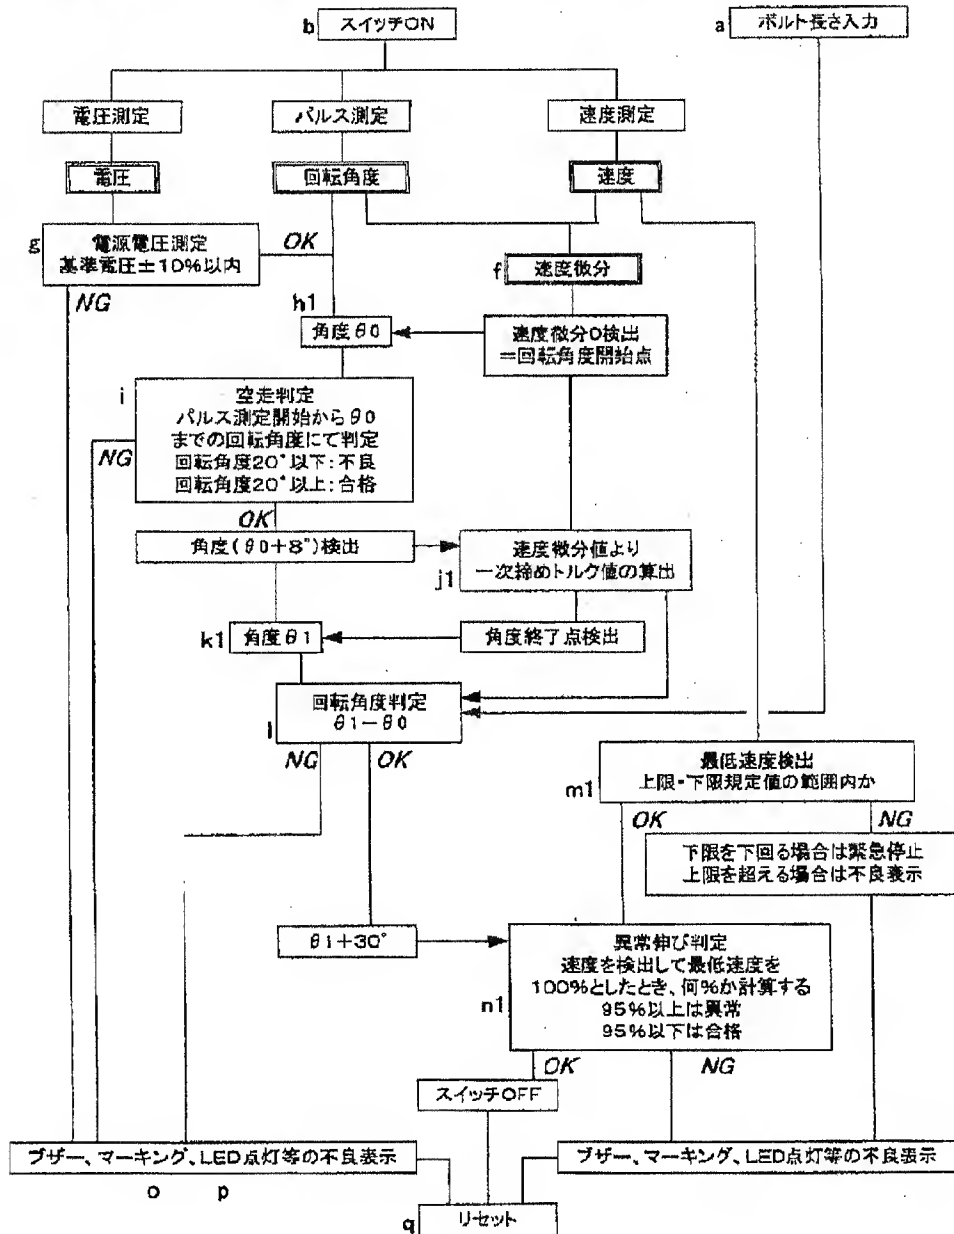 b スイッチON
a ボルト長さ入力
電圧測定
パルス測定
速度測定
電圧
回転角度
速度
g 電源電圧測定
基準電圧±10%以内
OK
NG
f 速度微分
h1
角度θ0
速度微分0検出
＝回転角度開始点
i 空走判定
パルス測定開始からθ0
までの回転角度にて判定
回転角度20°以下：不良
回転角度20°以上：合格
NG
OK
角度(θ0+8°)検出
j1 速度微分値より
一次締めトルク値の算出
k1 角度θ1
角度終了点検出
l 回転角度判定
θ1－θ0
NG
OK
m1 最低速度検出
上限・下限規定値の範囲内か
OK
NG
下限を下回る場合は緊急停止
上限を超える場合は不良表示
θ1+30°
n1 異常伸び判定
速度を検出して最低速度を
100%としたとき、何%か計算する
95%以上は異常
95%以下は合格
OK
NG
スイッチOFF
ブザー、マーキング、LED点灯等の不良表示
ブザー、マーキング、LED点灯等の不良表示
o
p
q リセット